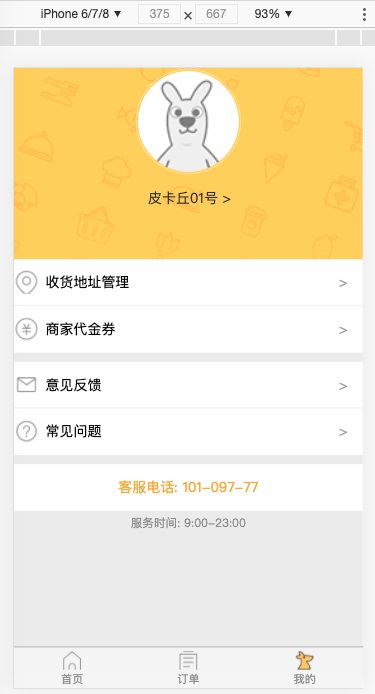 iPhone 6/7/8 ▼ 375 × 667 93% ▼
皮卡丘01号 >
收货地址管理 >
¥ 商家代金券 >
意见反馈 >
? 常见问题 >
客服电话: 101-097-77
服务时间: 9:00-23:00
首页 订单 我的